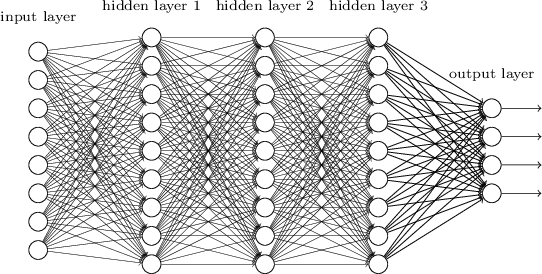 hidden layer 1 hidden layer 2 hidden layer 3
input layer
output layer